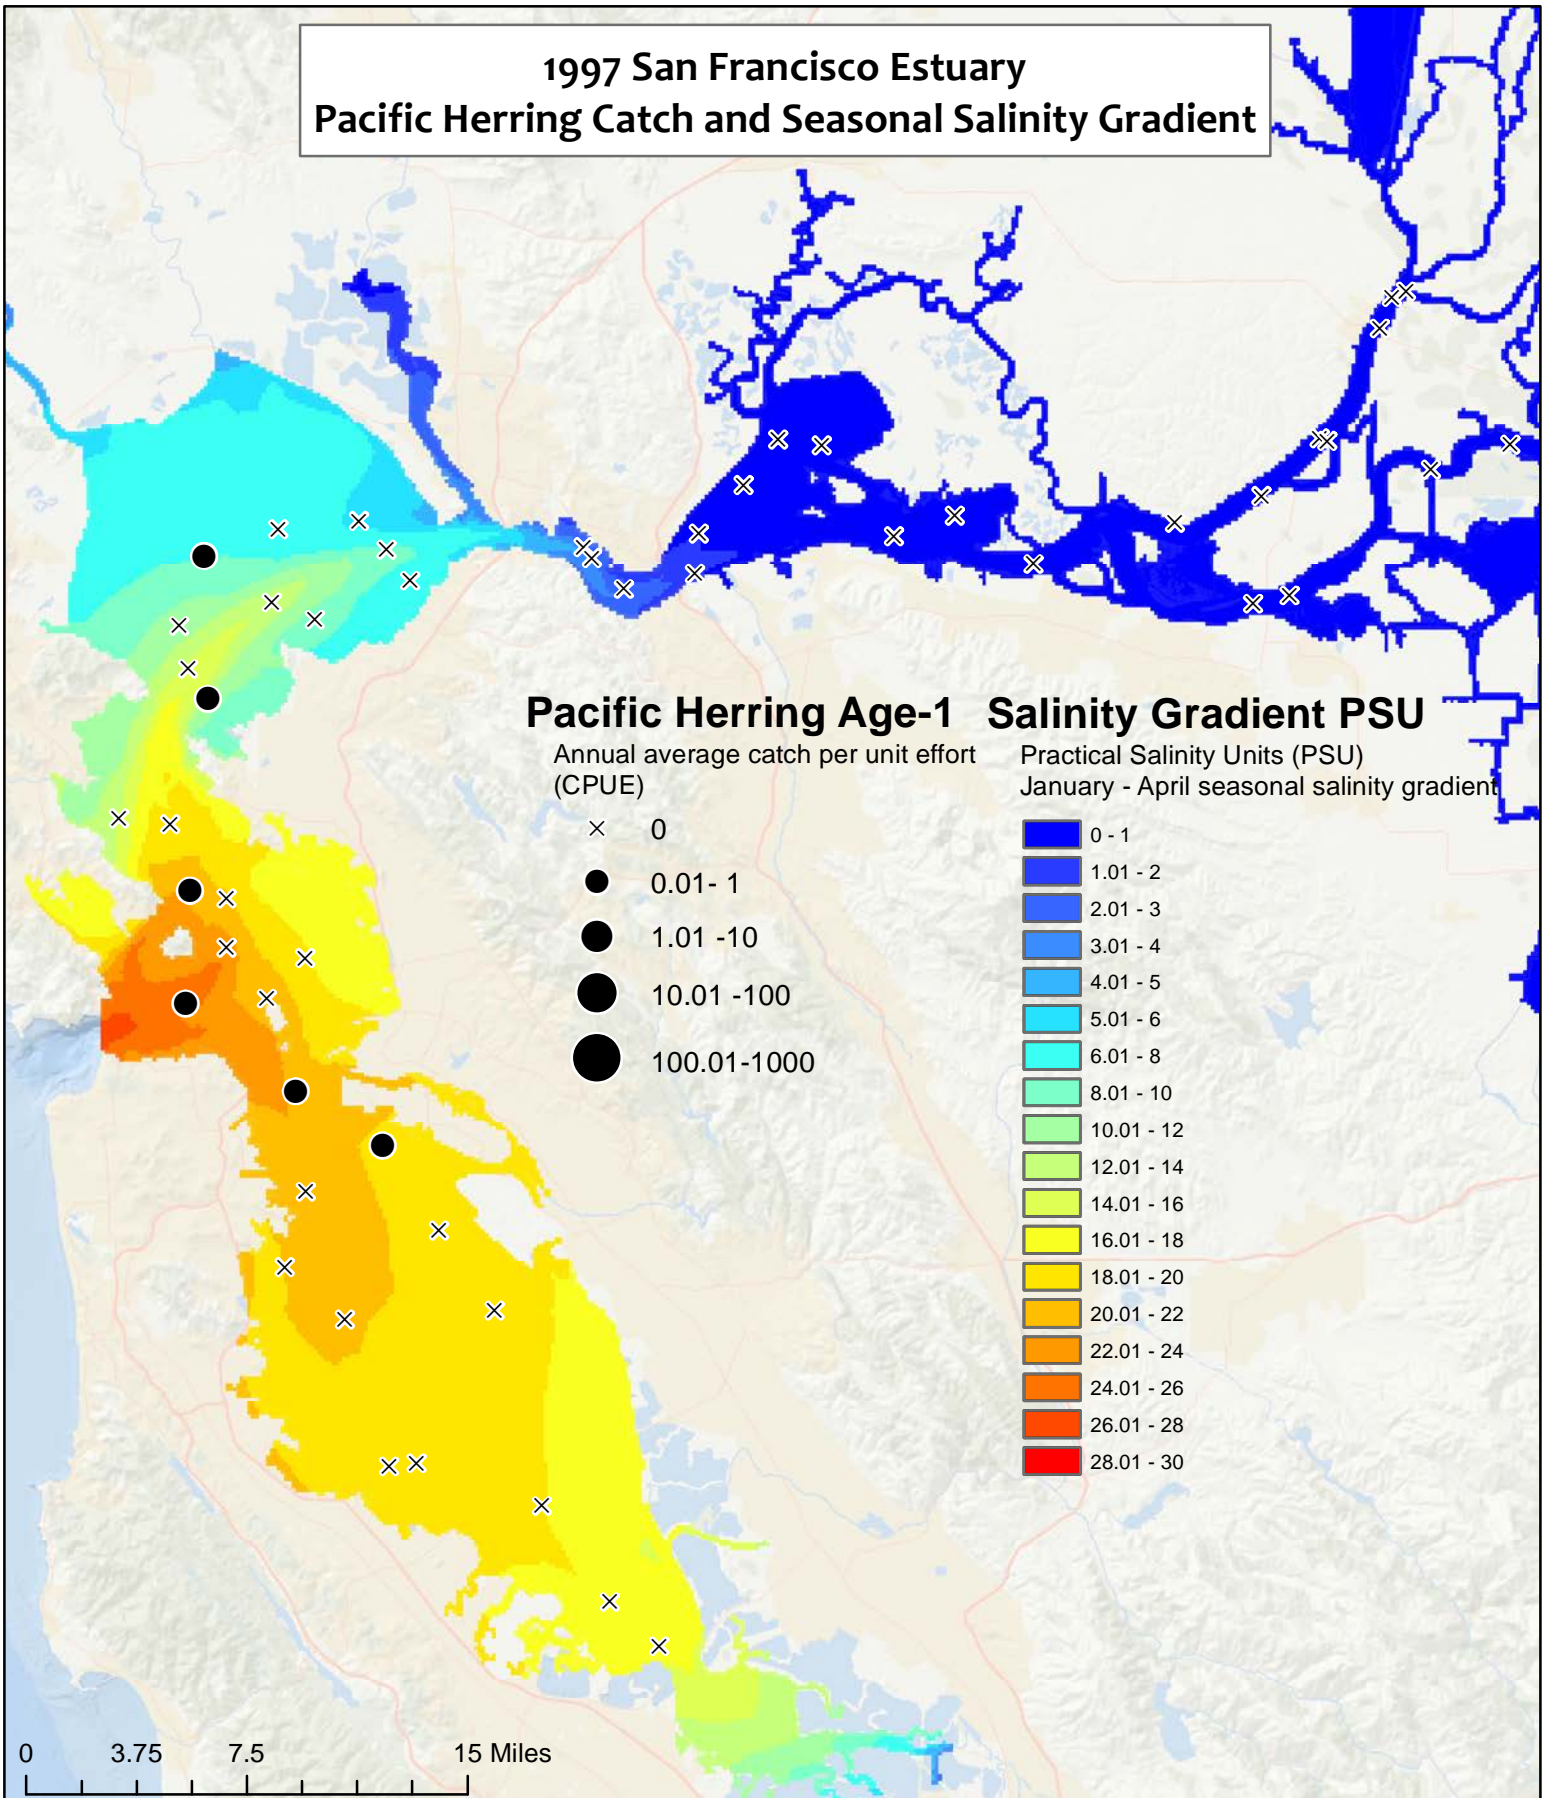 1997 San Francisco Estuary
Pacific Herring Catch and Seasonal Salinity Gradient
Pacific Herring Age-1
Annual average catch per unit effort
(CPUE)
0
0.01- 1
1.01 -10
10.01 -100
100.01-1000
Salinity Gradient PSU
Practical Salinity Units (PSU)
January - April seasonal salinity gradient
0 - 1
1.01 - 2
2.01 - 3
3.01 - 4
4.01 - 5
5.01 - 6
6.01 - 8
8.01 - 10
10.01 - 12
12.01 - 14
14.01 - 16
16.01 - 18
18.01 - 20
20.01 - 22
22.01 - 24
24.01 - 26
26.01 - 28
28.01 - 30
0 3.75 7.5 15 Miles